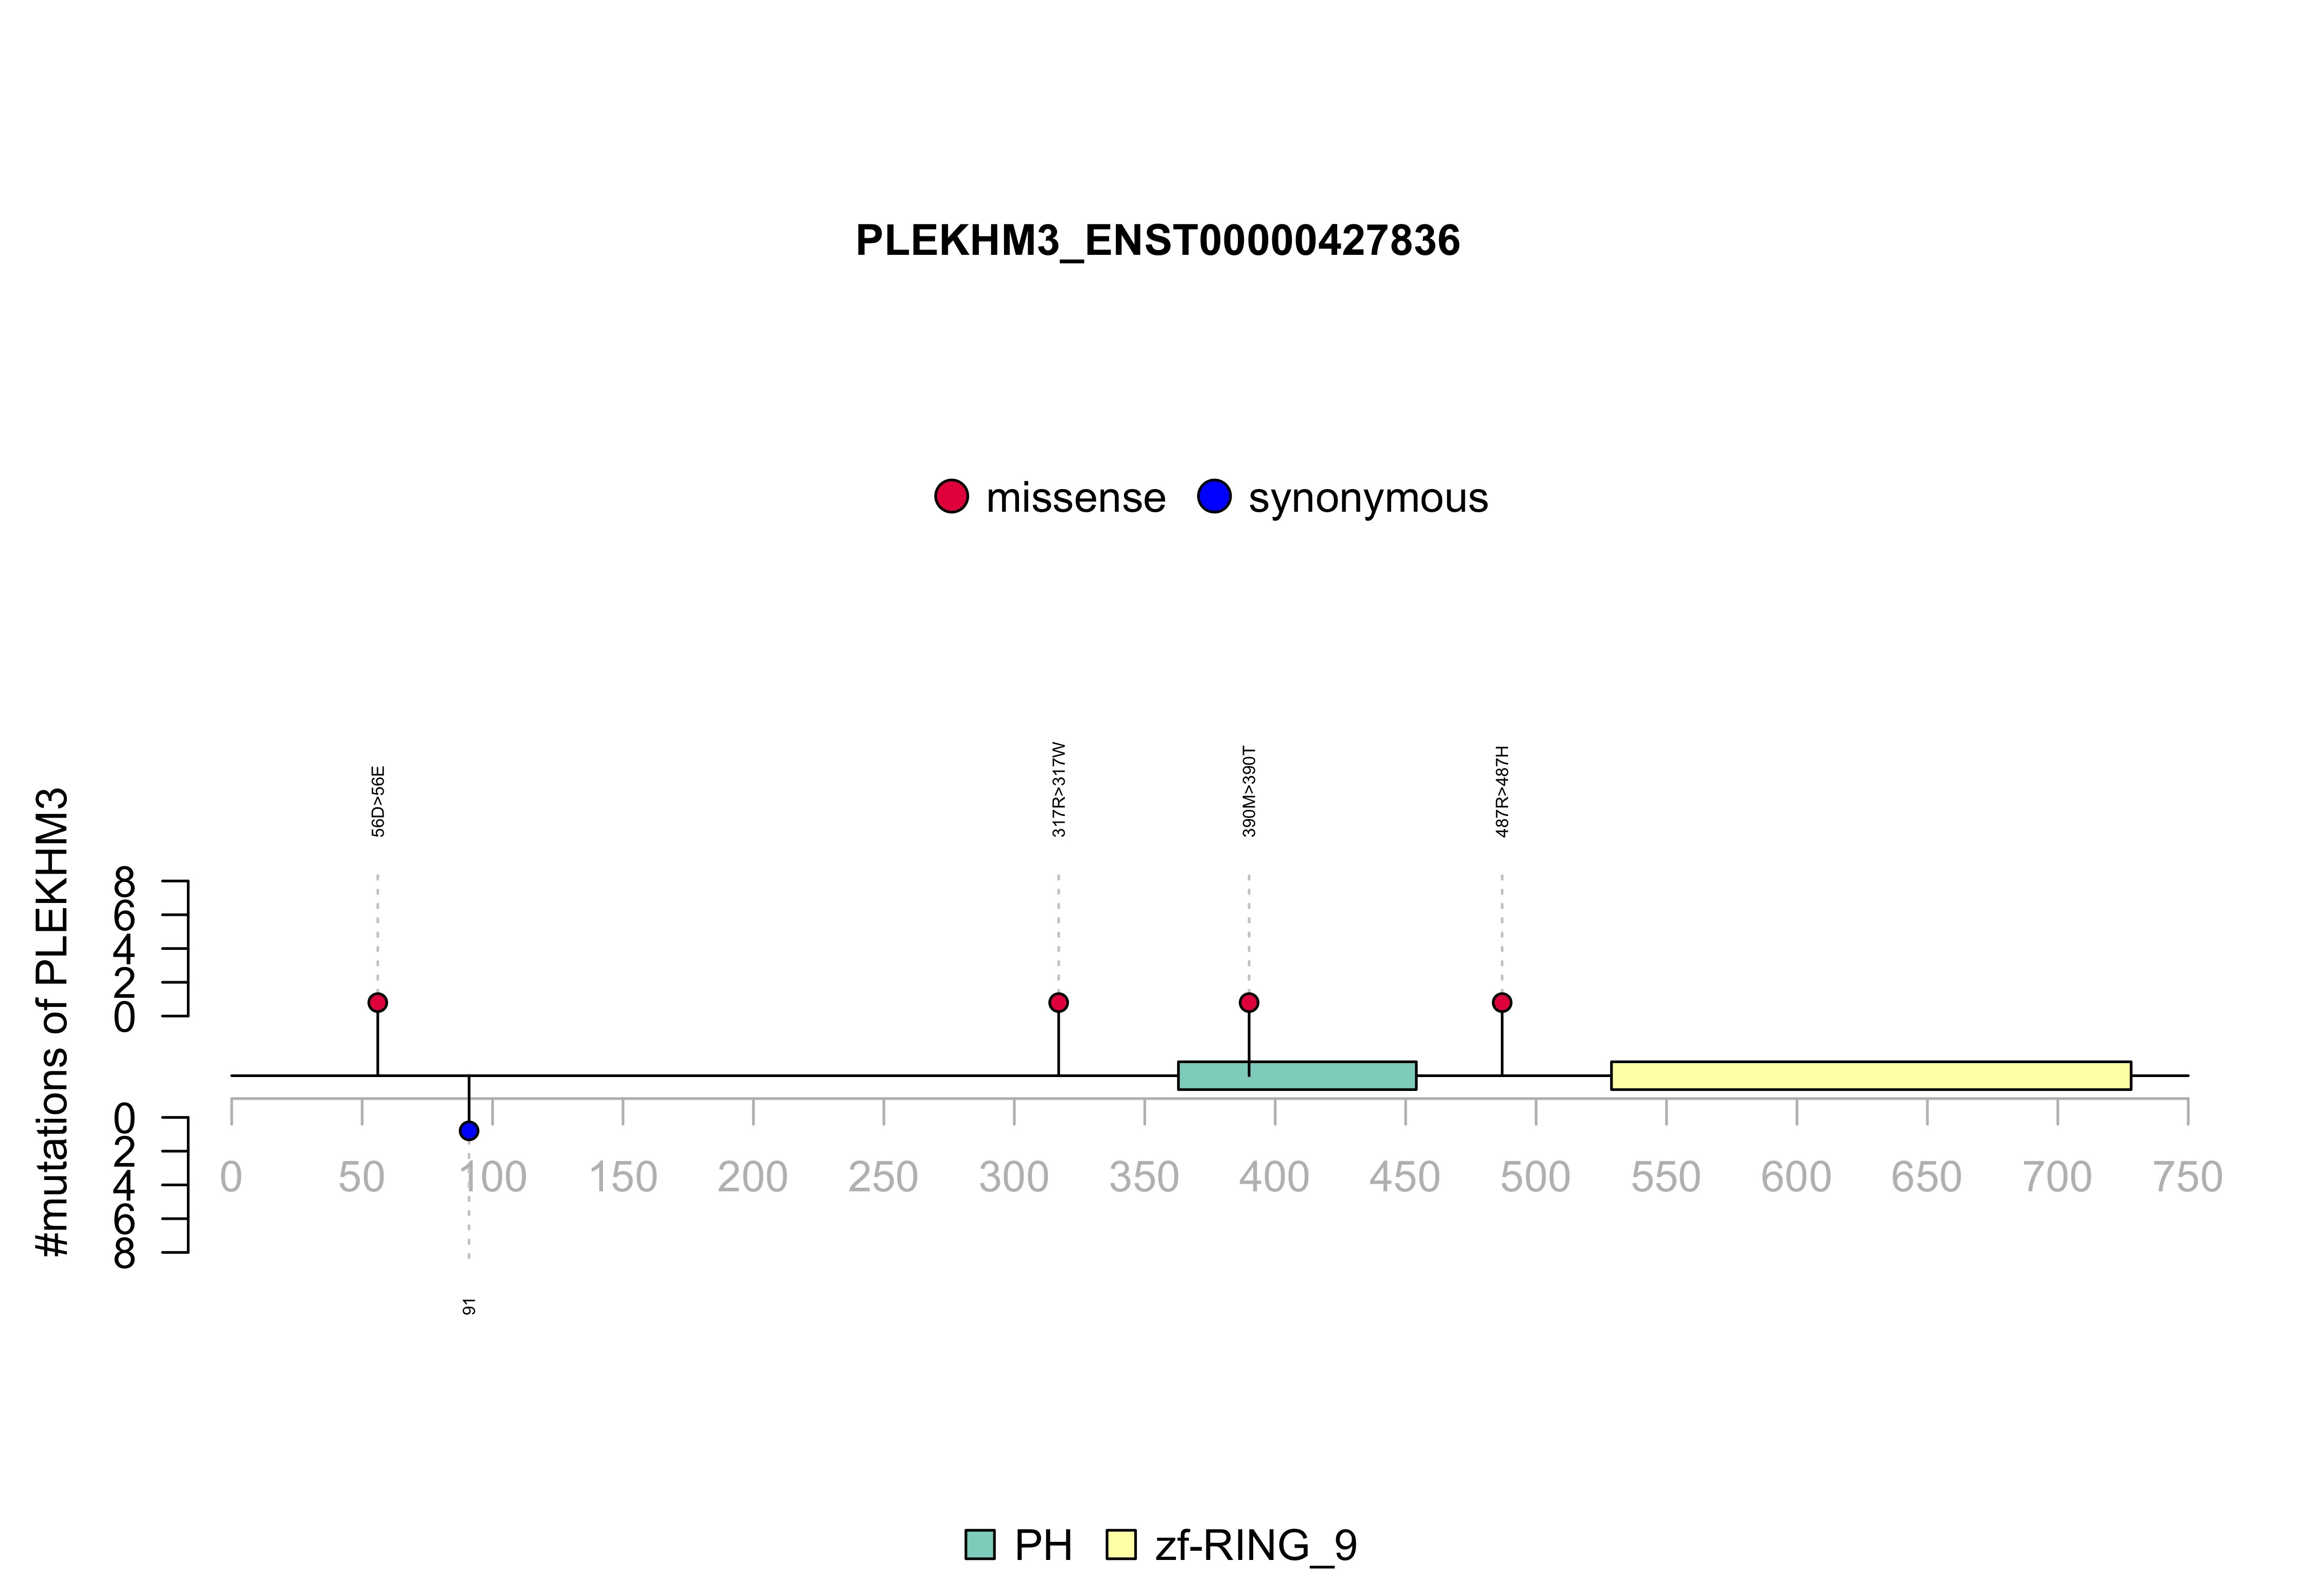 PLEKHM3_ENST00000427836
missense synonymous
56D>56E
317R>317W
390M>390T
487R>487H
#mutations of PLEKHM3
8
6
4
2
0
0
2
4
6
8
0 50 100 150 200 250 300 350 400 450 500 550 600 650 700 750
91
PH zf-RING_9